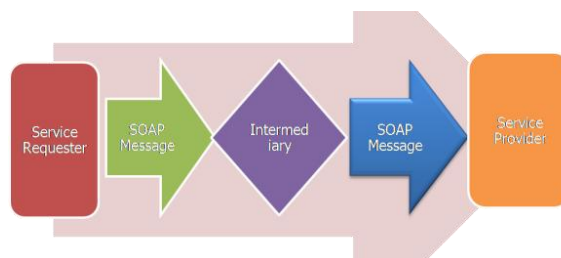 Service
Requester
SOAP
Message
Intermed
iary
SOAP
Message
Service
Provider